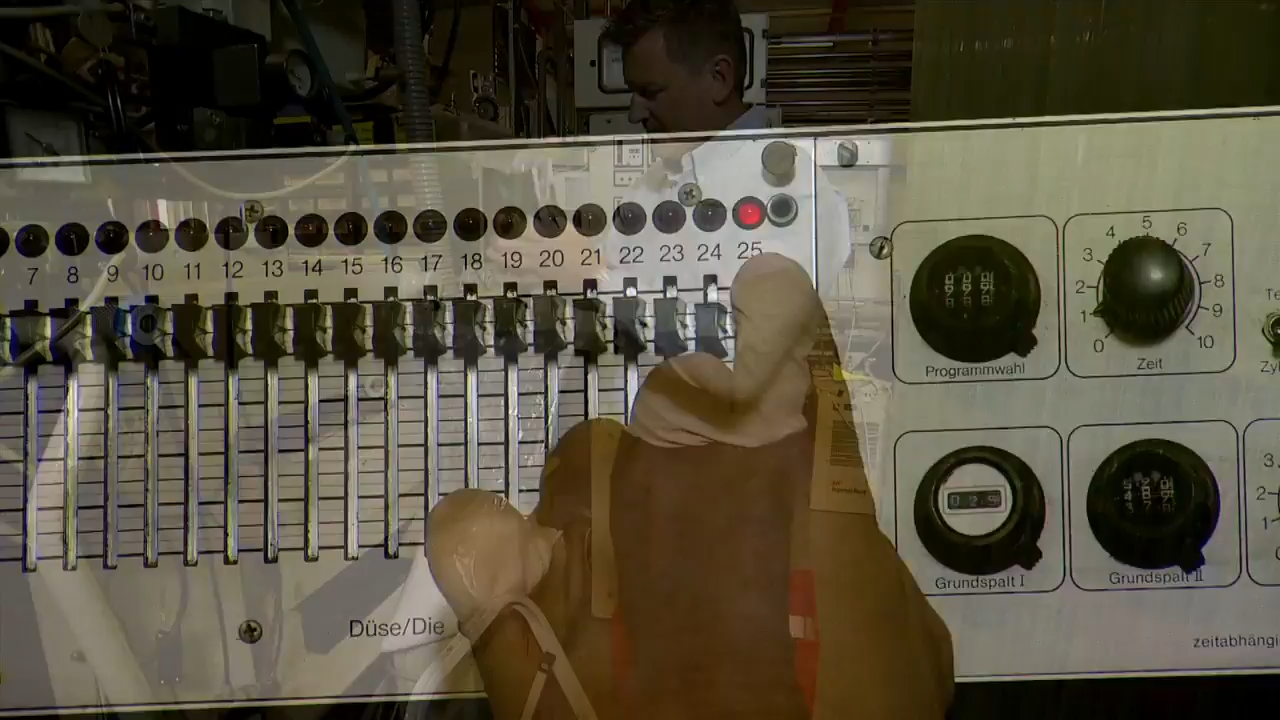 7 8 9 10 11 12 13 14 15 16 17 18 19 20 21 22 23 24 25
0 1 2 3 4 5 6 7 8 9 10
Programmwahl
Zeit
Grundspalt I
Grundspalt II
Düse/Die